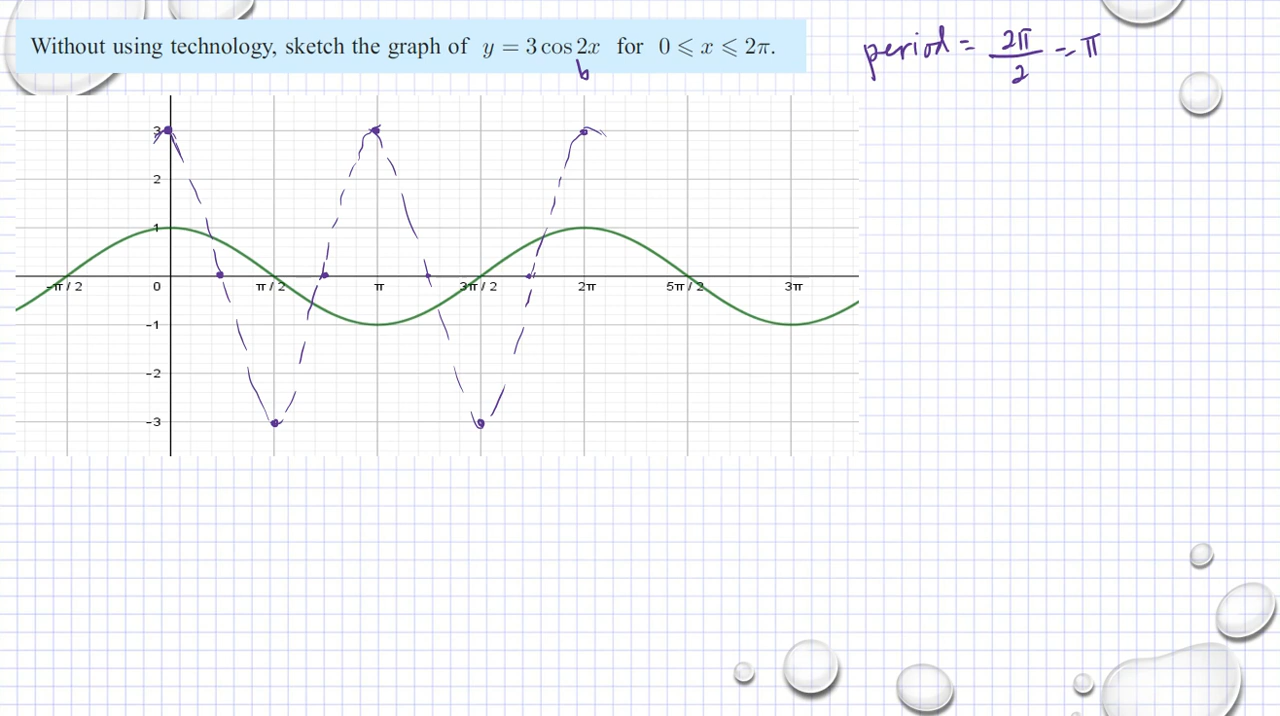 Without using technology, sketch the graph of y = 3 cos 2x for 0 ⩽ x ⩽ 2π.
b
period = 2π/2 = π
3
2
1
-π / 2 0 π / 2 π 3π / 2 2π 5π / 2 3π
-1
-2
-3